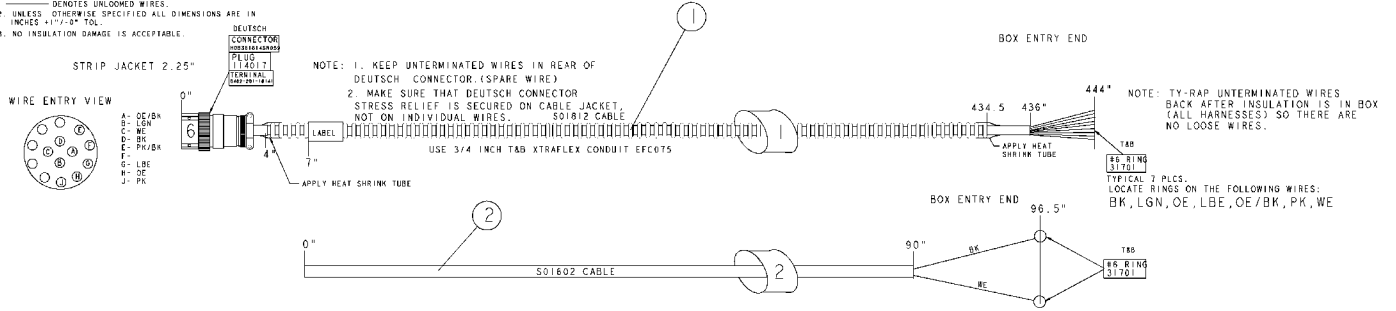 DENOTES UNLOOMED WIRES.
UNLESS OTHERWISE SPECIFIED ALL DIMENSIONS ARE IN
INCHES +1"/-0" TOL.
. NO INSULATION DAMAGE IS ACCEPTABLE.
DEUTSCH
CONNECTOR
PLUG
114017
TERMINAL
STRIP JACKET 2.25"
WIRE ENTRY VIEW
A- OE/BK
B- LGN
C- WE
D- BK
E- PK/BK
F-
G- LBE
H- OE
J- PK
E
D
F
C
A
B
G
H
J
0"
6
4"
APPLY HEAT SHRINK TUBE
LABEL
7"
NOTE: 1. KEEP UNTERMINATED WIRES IN REAR OF
DEUTSCH CONNECTOR.(SPARE WIRE)
2. MAKE SURE THAT DEUTSCH CONNECTOR
STRESS RELIEF IS SECURED ON CABLE JACKET,
NOT ON INDIVIDUAL WIRES.
SO1812 CABLE
USE 3/4 INCH T&B XTRAFLEX CONDUIT EFC075
1
1
BOX ENTRY END
434.5
436"
444"
APPLY HEAT
SHRINK TUBE
NOTE: TY-RAP UNTERMINATED WIRES
BACK AFTER INSULATION IS IN BOX
(ALL HARNESSES) SO THERE ARE
NO LOOSE WIRES.
T&B
#6 RING
31701
TYPICAL 7 PLCS.
LOCATE RINGS ON THE FOLLOWING WIRES:
BK,LGN,OE,LBE,OE/BK,PK,WE
2
0"
SO1602 CABLE
2
90"
BOX ENTRY END
96.5"
BK
WE
T&B
#6 RING
31701